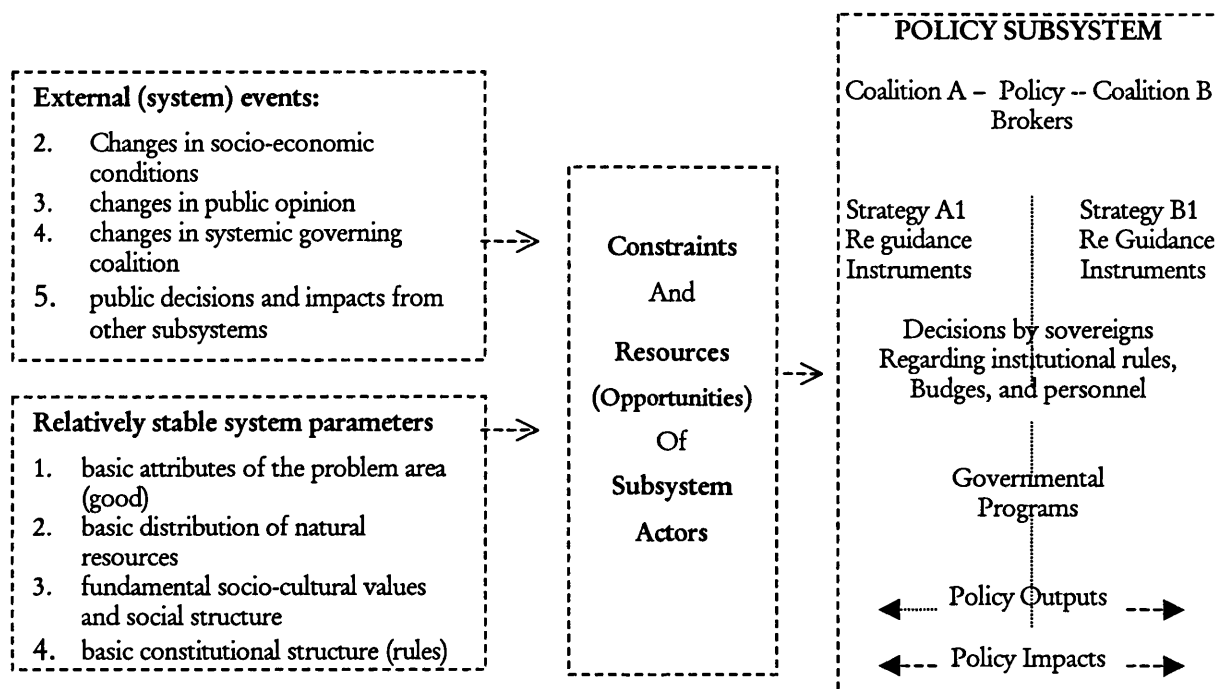 External (system) events:
2. Changes in socio-economic
conditions
3. changes in public opinion
4. changes in systemic governing
coalition
5. public decisions and impacts from
other subsystems
Relatively stable system parameters
1. basic attributes of the problem area
(good)
2. basic distribution of natural
resources
3. fundamental socio-cultural values
and social structure
4. basic constitutional structure (rules)
Constraints
And
Resources
(Opportunities)
Of
Subsystem
Actors
POLICY SUBSYSTEM
Coalition A – Policy -- Coalition B
Brokers
Strategy A1
Re guidance
Instruments
Strategy B1
Re Guidance
Instruments
Decisions by sovereigns
Regarding institutional rules,
Budges, and personnel
Governmental
Programs
Policy Outputs
Policy Impacts